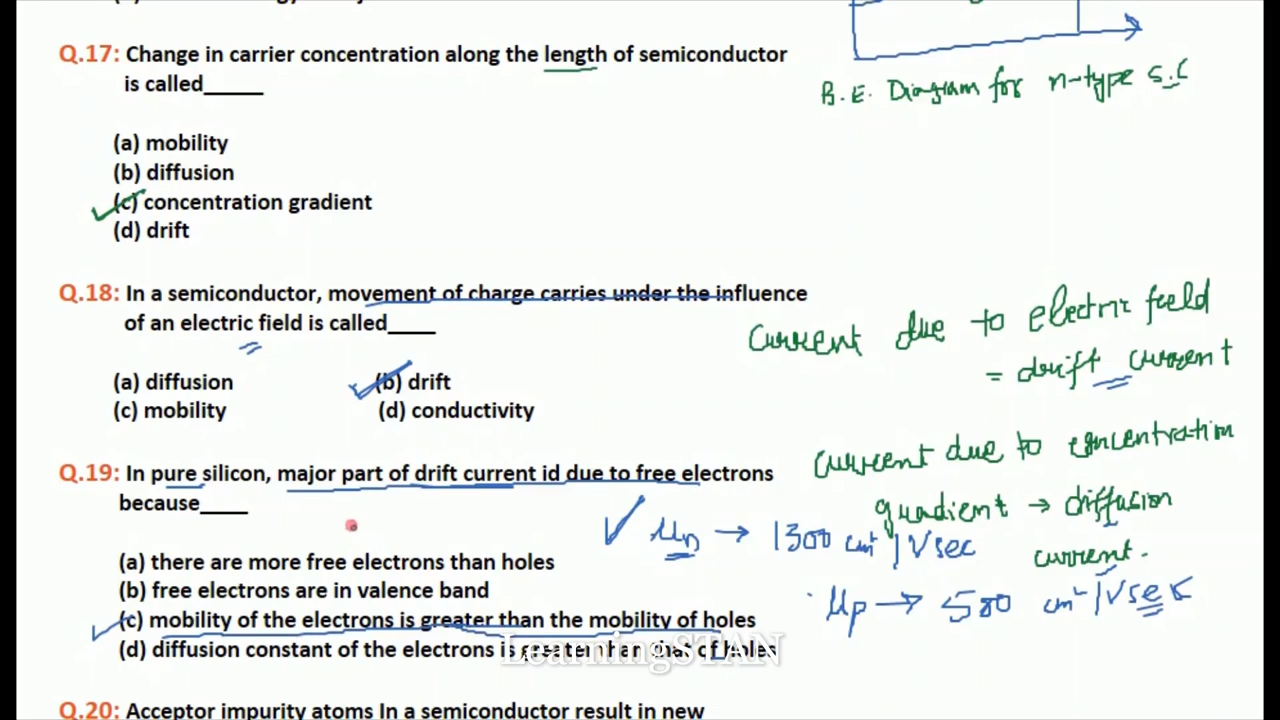 B.E. Diagram for n-type S.C
Q.17: Change in carrier concentration along the length of semiconductor
is called_____
(a) mobility
(b) diffusion
(c) concentration gradient
(d) drift
Q.18: In a semiconductor, movement of charge carries under the influence
of an electric field is called____
(a) diffusion (b) drift
(c) mobility (d) conductivity
Current due to electric field
= drift current
Q.19: In pure silicon, major part of drift current id due to free electrons
because____
(a) there are more free electrons than holes
(b) free electrons are in valence band
(c) mobility of the electrons is greater than the mobility of holes
(d) diffusion constant of the electrons is greater than that of holes
current due to concentration
gradient → diffusion
current.
μn → 1300 cm²/Vsec
μp → 500 cm²/Vsec
LearningSTAN
Q.20: Acceptor impurity atoms In a semiconductor result in new